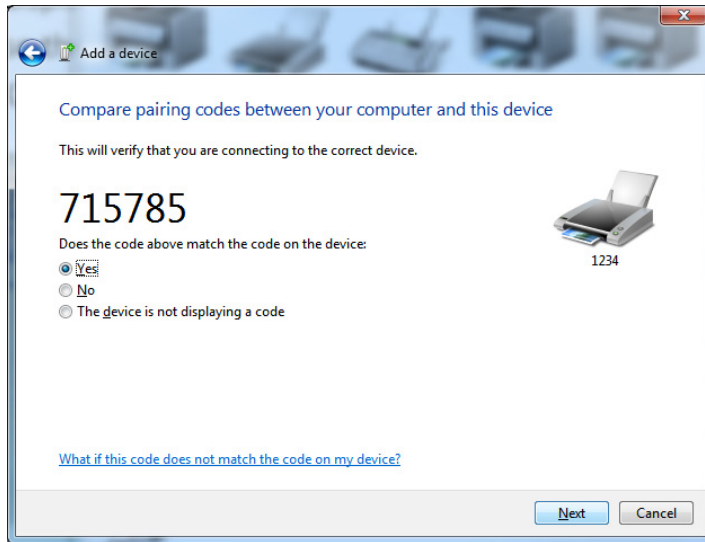 Add a device
Compare pairing codes between your computer and this device
This will verify that you are connecting to the correct device.
715785
Does the code above match the code on the device:
1234
Yes
No
The device is not displaying a code
What if this code does not match the code on my device?
Next Cancel